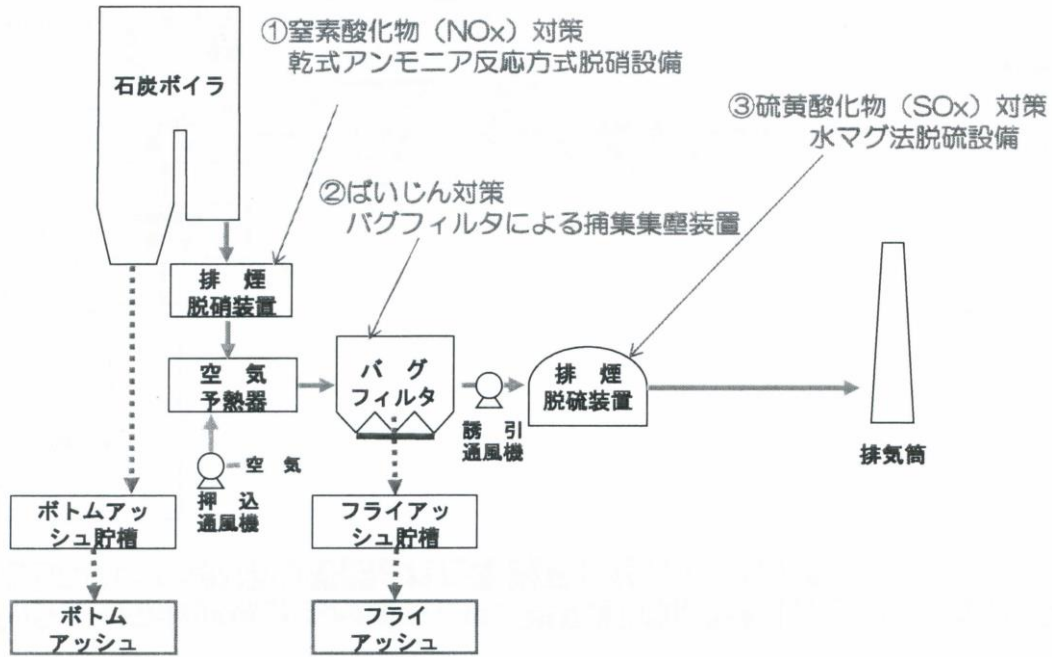 ①窒素酸化物（NOx）対策
乾式アンモニア反応方式脱硝設備
石炭ボイラ
③硫黄酸化物（SOx）対策
水マグ法脱硫設備
②ばいじん対策
バグフィルタによる捕集集塵装置
排 煙
脱硝装置
空 気
予熱器
バ グ
フィルタ
排 煙
脱硫装置
誘 引
通風機
排気筒
空 気
押 込
通風機
ボトムアッ
シュ貯槽
フライアッ
シュ貯槽
ボトム
アッシュ
フライ
アッシュ